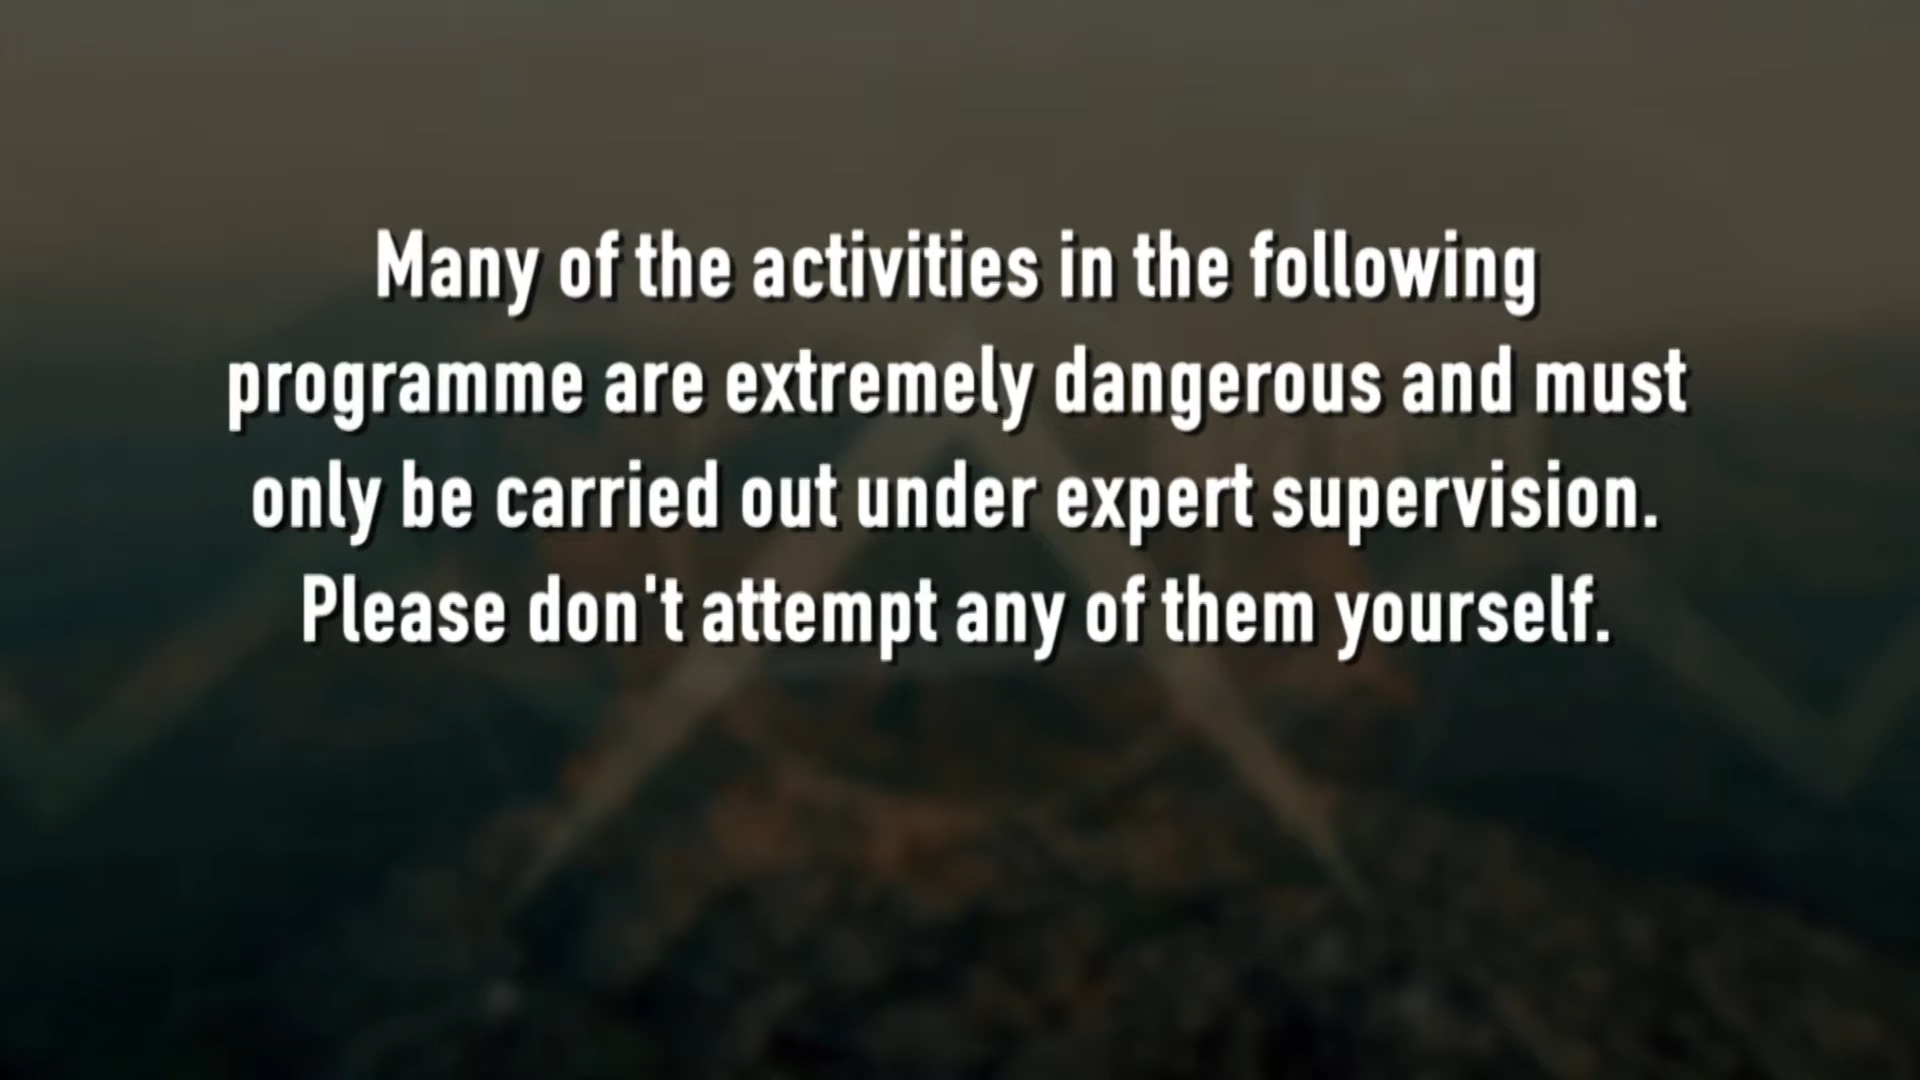 Many of the activities in the following
programme are extremely dangerous and must
only be carried out under expert supervision.
Please don't attempt any of them yourself.